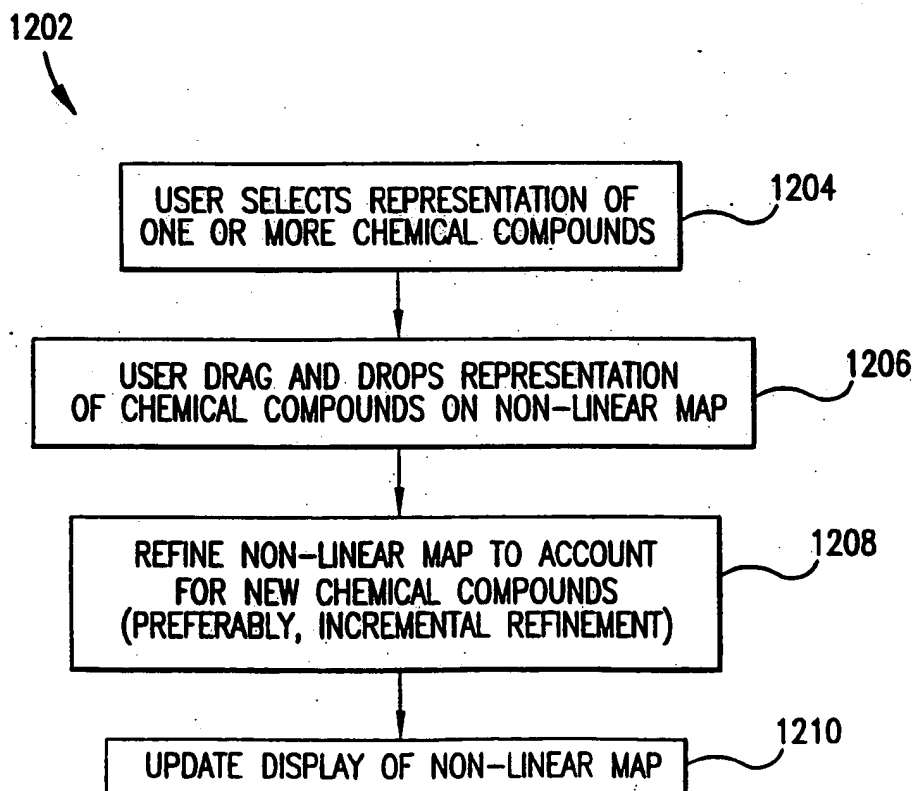 1202
USER SELECTS REPRESENTATION OF
ONE OR MORE CHEMICAL COMPOUNDS
1204
USER DRAG AND DROPS REPRESENTATION
OF CHEMICAL COMPOUNDS ON NON-LINEAR MAP
1206
REFINE NON-LINEAR MAP TO ACCOUNT
FOR NEW CHEMICAL COMPOUNDS
(PREFERABLY, INCREMENTAL REFINEMENT)
1208
UPDATE DISPLAY OF NON-LINEAR MAP
1210